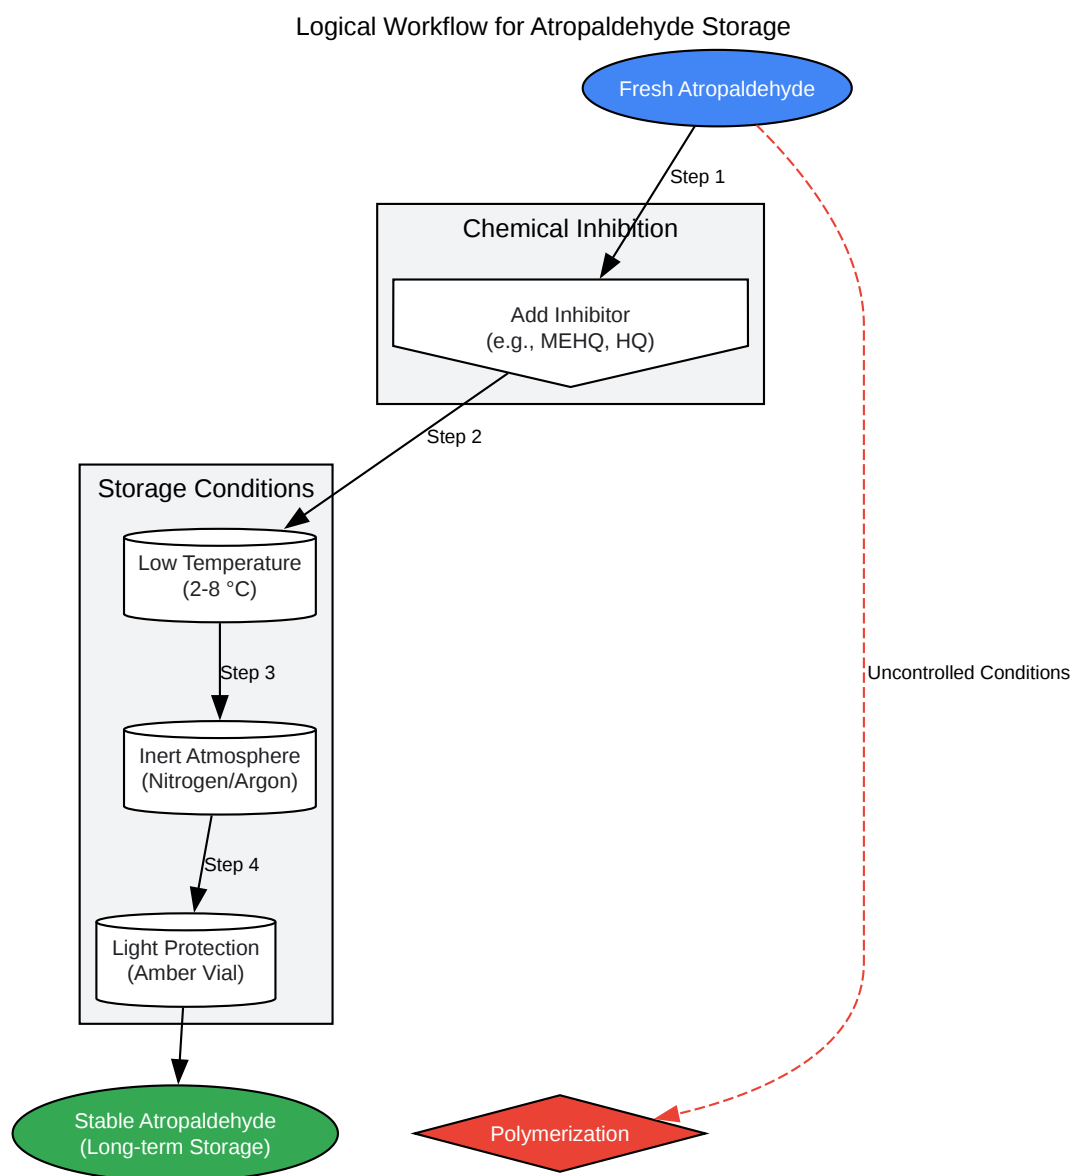 Logical Workflow for Atropaldehyde Storage
Fresh Atropaldehyde
Step 1
Chemical Inhibition
Add Inhibitor
(e.g., MEHQ, HQ)
Step 2
Storage Conditions
Low Temperature
(2-8 °C)
Step 3
Uncontrolled Conditions
Inert Atmosphere
(Nitrogen/Argon)
Step 4
Light Protection
(Amber Vial)
Stable Atropaldehyde
(Long-term Storage)
Polymerization